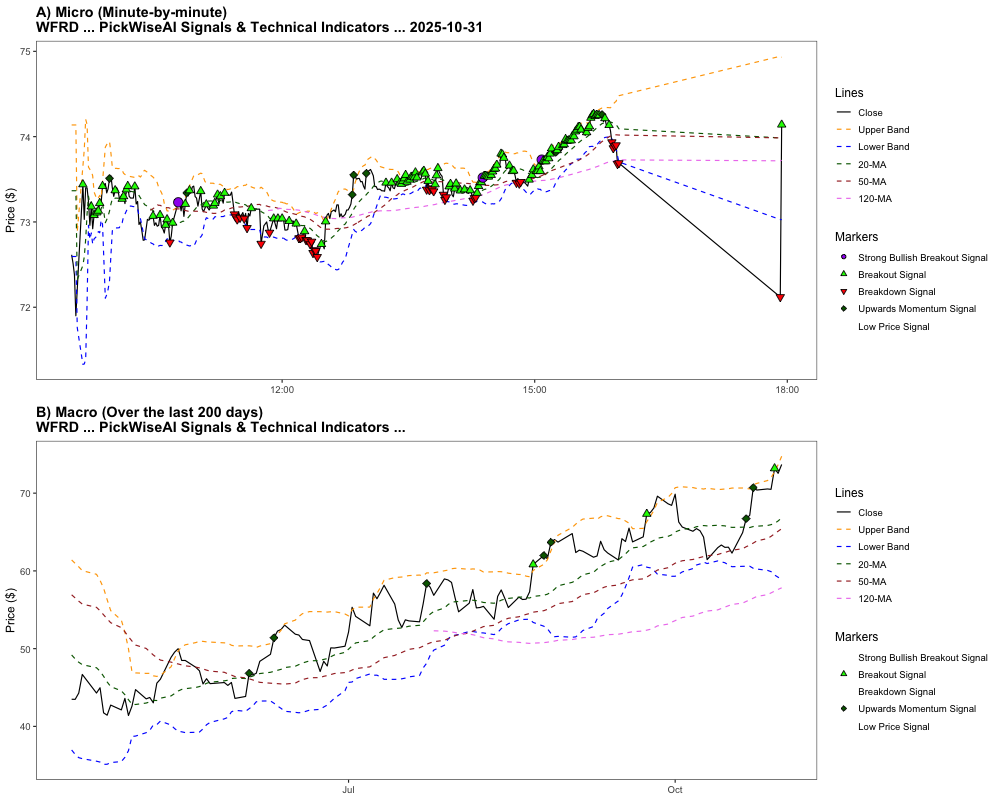 A) Micro (Minute-by-minute)
WFRD ... PickWiseAI Signals & Technical Indicators ... 2025-10-31
75
74
73
72
Price ($)
12:00
15:00
18:00
Lines
Close
Upper Band
Lower Band
20-MA
50-MA
120-MA
Markers
Strong Bullish Breakout Signal
Breakout Signal
Breakdown Signal
Upwards Momentum Signal
Low Price Signal
B) Macro (Over the last 200 days)
WFRD ... PickWiseAI Signals & Technical Indicators ...
70
60
50
40
Price ($)
Jul
Oct
Lines
Close
Upper Band
Lower Band
20-MA
50-MA
120-MA
Markers
Strong Bullish Breakout Signal
Breakout Signal
Breakdown Signal
Upwards Momentum Signal
Low Price Signal